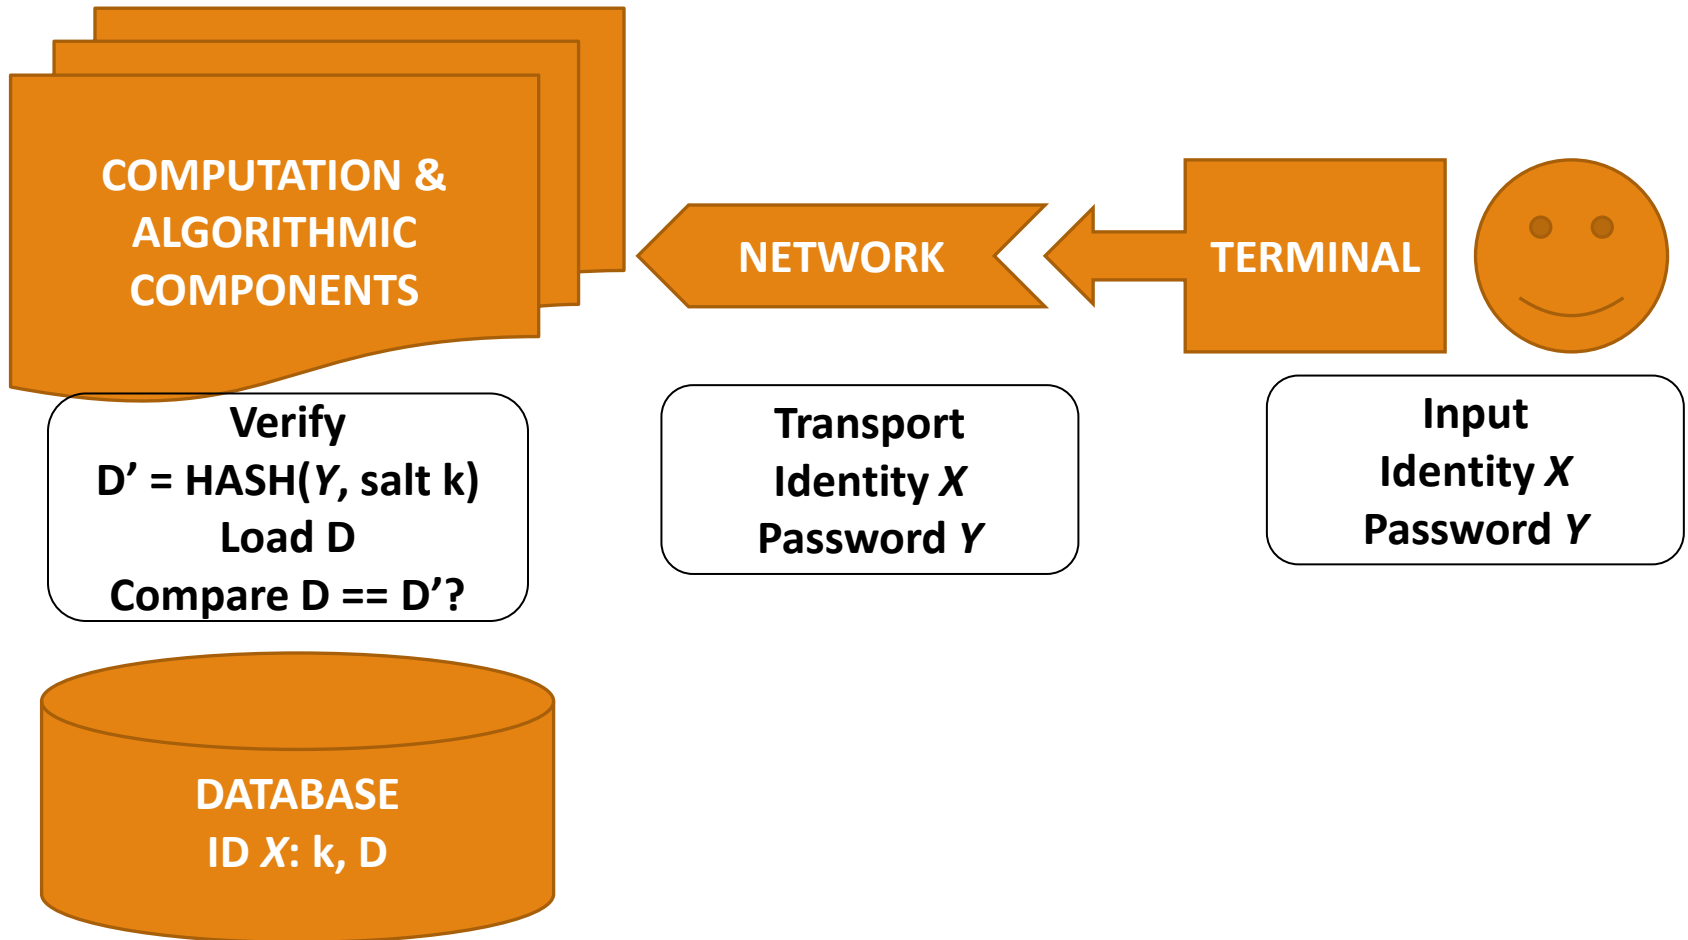 COMPUTATION &
ALGORITHMIC
COMPONENTS
NETWORK
TERMINAL
Verify
D’ = HASH(Y, salt k)
Load D
Compare D == D’?
Transport
Identity X
Password Y
Input
Identity X
Password Y
DATABASE
ID X: k, D